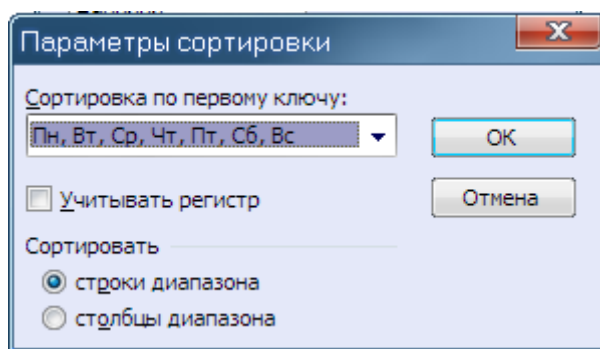 Параметры сортировки
Сортировка по первому ключу:
Пн, Вт, Ср, Чт, Пт, Сб, Вс
OK
Учитывать регистр
Отмена
Сортировать
строки диапазона
столбцы диапазона